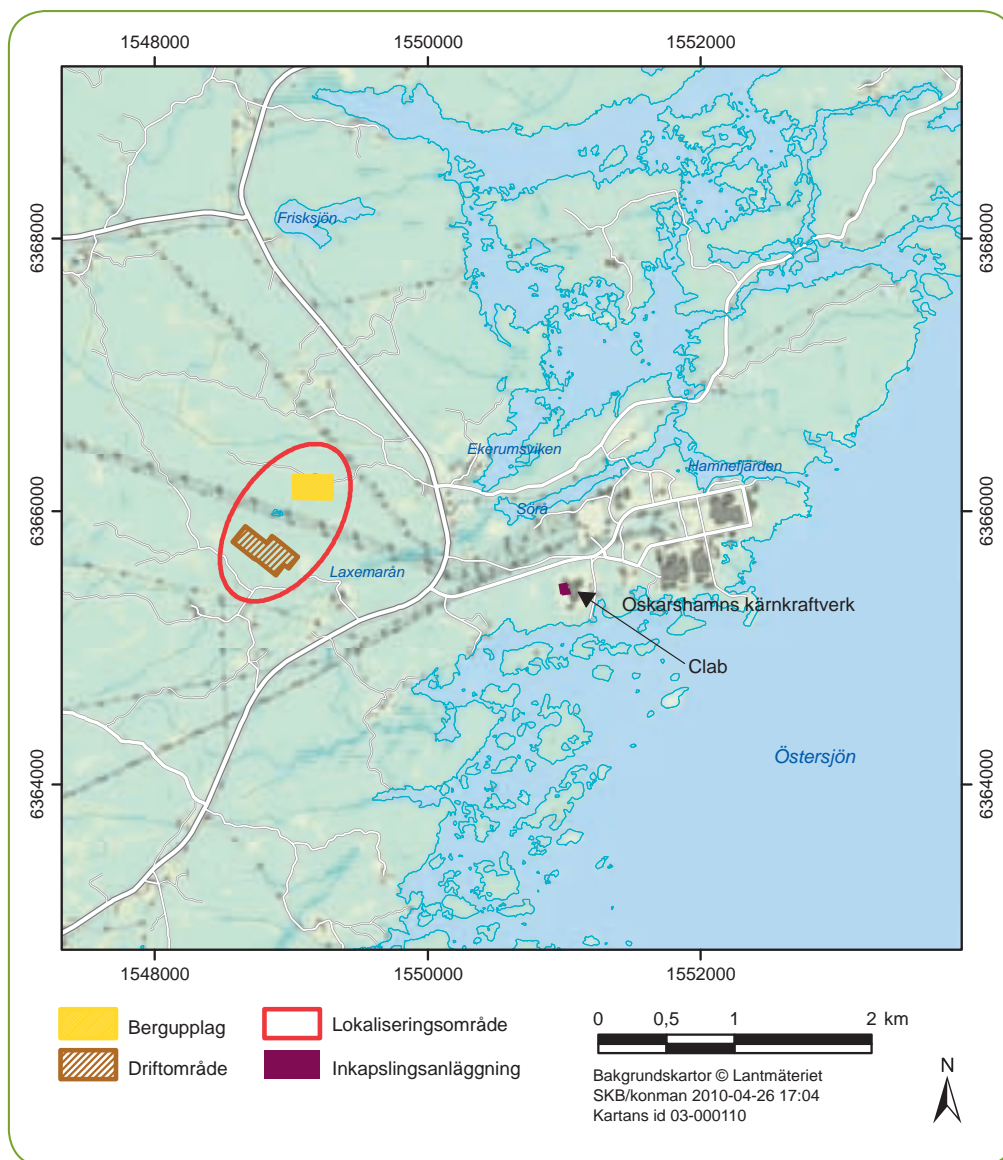 1548000
1550000
1552000
6368000
6368000
6366000
6366000
6364000
6364000
Frisksjön
Ekerumsviken
Hamnefjärden
Sörå
Laxemarån
Oskarshamns kärnkraftverk
Clab
Östersjön
1548000
1550000
1552000
Bergupplag
Lokaliseringsområde
Driftområde
Inkapslingsanläggning
0 0,5 1 2 km
Bakgrundskartor © Lantmäteriet
SKB/konman 2010-04-26 17:04
Kartans id 03-000110
N